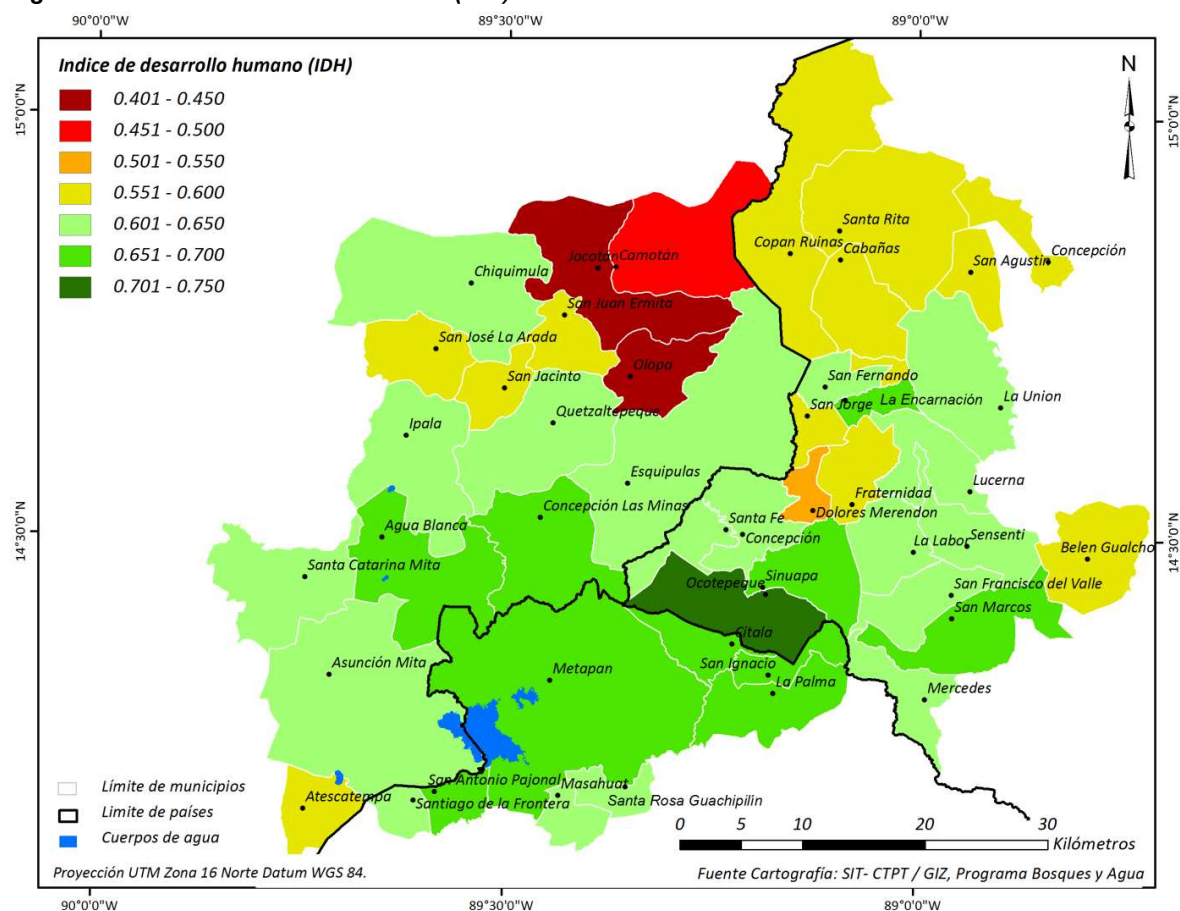 90°0'0"W 89°30'0"W 89°0'0"W
Indice de desarrollo humano (IDH)
0.401 - 0.450
0.451 - 0.500
0.501 - 0.550
0.551 - 0.600
0.601 - 0.650
0.651 - 0.700
0.701 - 0.750
N
15°0'0"N
15°0'0"N
Santa Rita
Copan Ruinas
Cabañas
Concepción
San Agustin
Jocotán
Camotán
Chiquimula
San Juan Ermita
San José La Arada
Olopa
San Jacinto
San Fernando
La Encarnación
La Union
San Jorge
Quetzaltepeque
Ipala
Esquipulas
Lucerna
Concepción Las Minas
Fraternidad
Dolores Merendon
Santa Fe
Concepción
Agua Blanca
La Labor
Sensenti
Belen Gualcho
14°30'0"N
14°30'0"N
Santa Catarina Mita
Ocotepeque
Sinuapa
San Francisco del Valle
San Marcos
Citala
Asunción Mita
Metapan
San Ignacio
La Palma
Mercedes
San Antonio Pajonal
Masahuat
Atescatempa
Santiago de la Frontera
Santa Rosa Guachipilin
Límite de municipios
Limite de países
Cuerpos de agua
0 5 10 20 30
Kilómetros
Proyección UTM Zona 16 Norte Datum WGS 84.
Fuente Cartografía: SIT- CTPT / GIZ, Programa Bosques y Agua
90°0'0"W 89°30'0"W 89°0'0"W